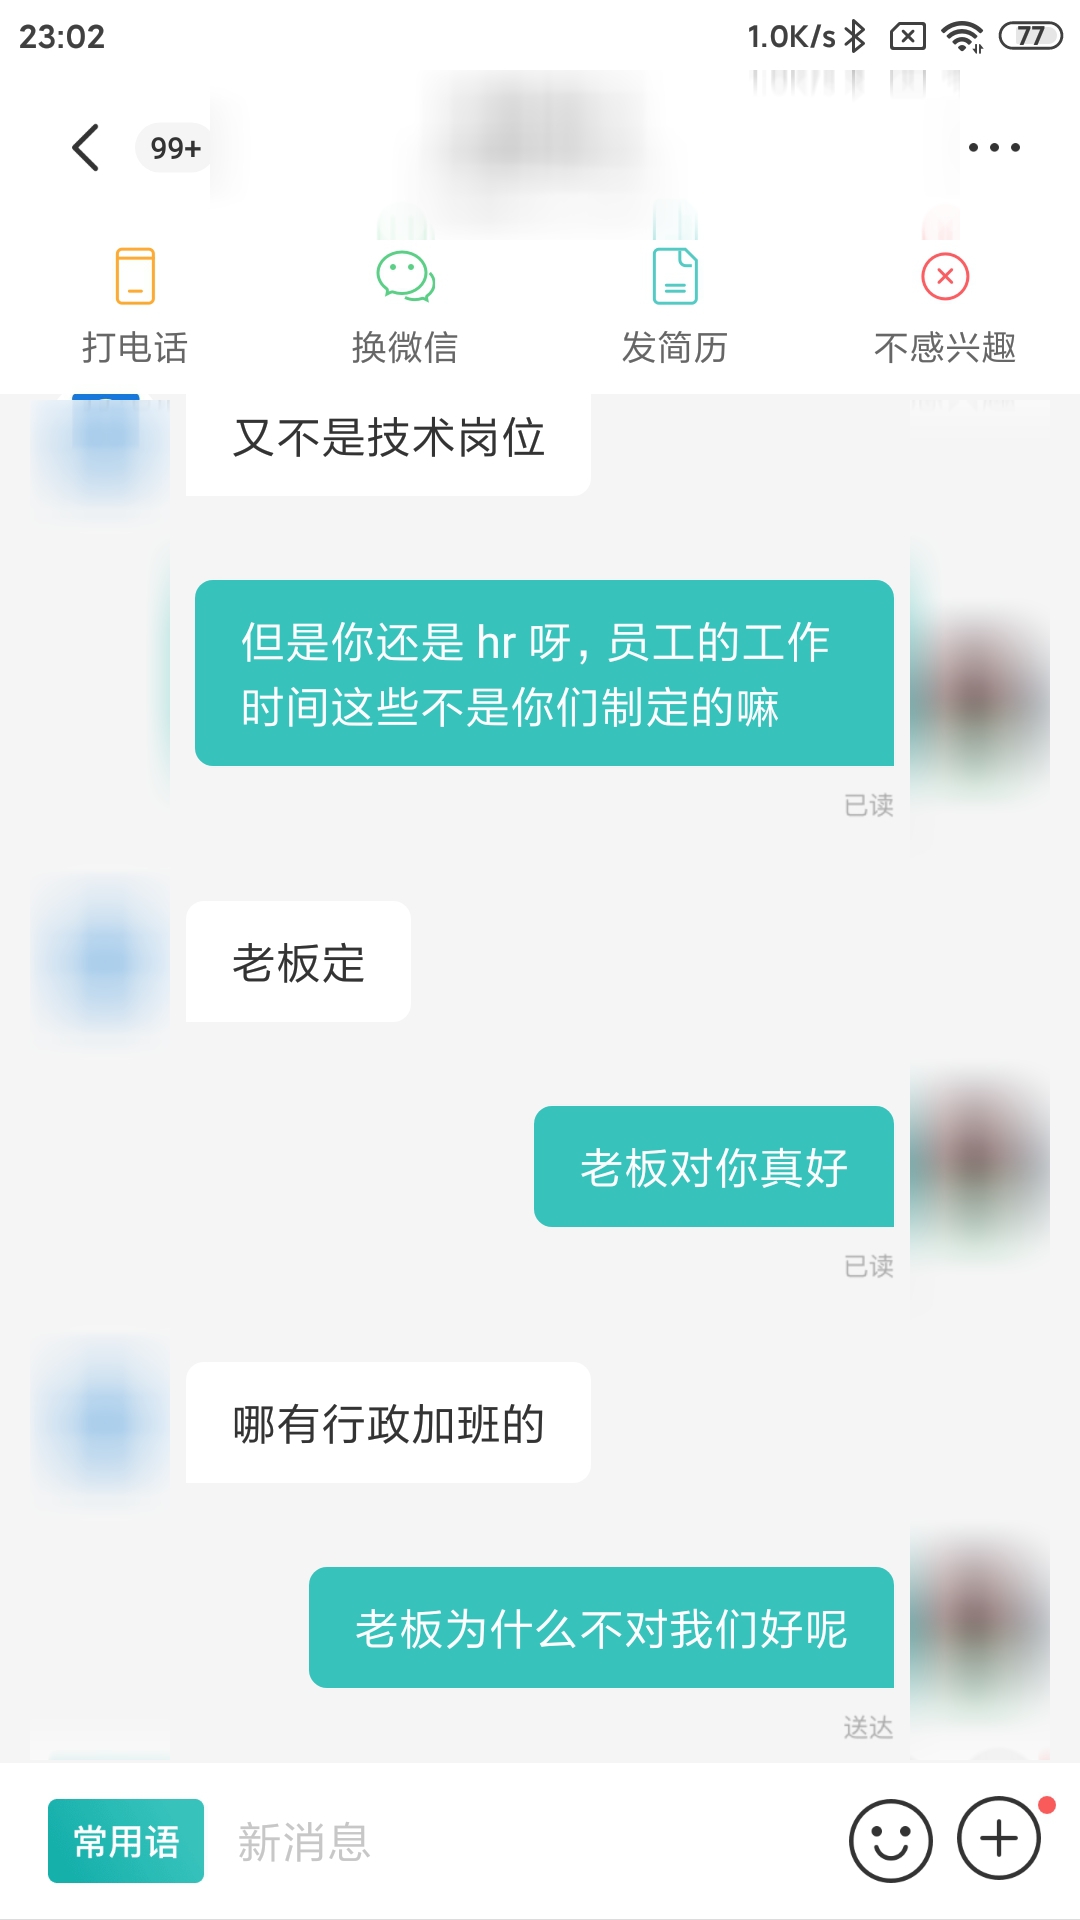 23:02
1.0K/s
77
99+
打电话
换微信
发简历
不感兴趣
又不是技术岗位
但是你还是 hr 呀，员工的工作
时间这些不是你们制定的嘛
已读
老板定
老板对你真好
已读
哪有行政加班的
老板为什么不对我们好呢
送达
常用语
新消息